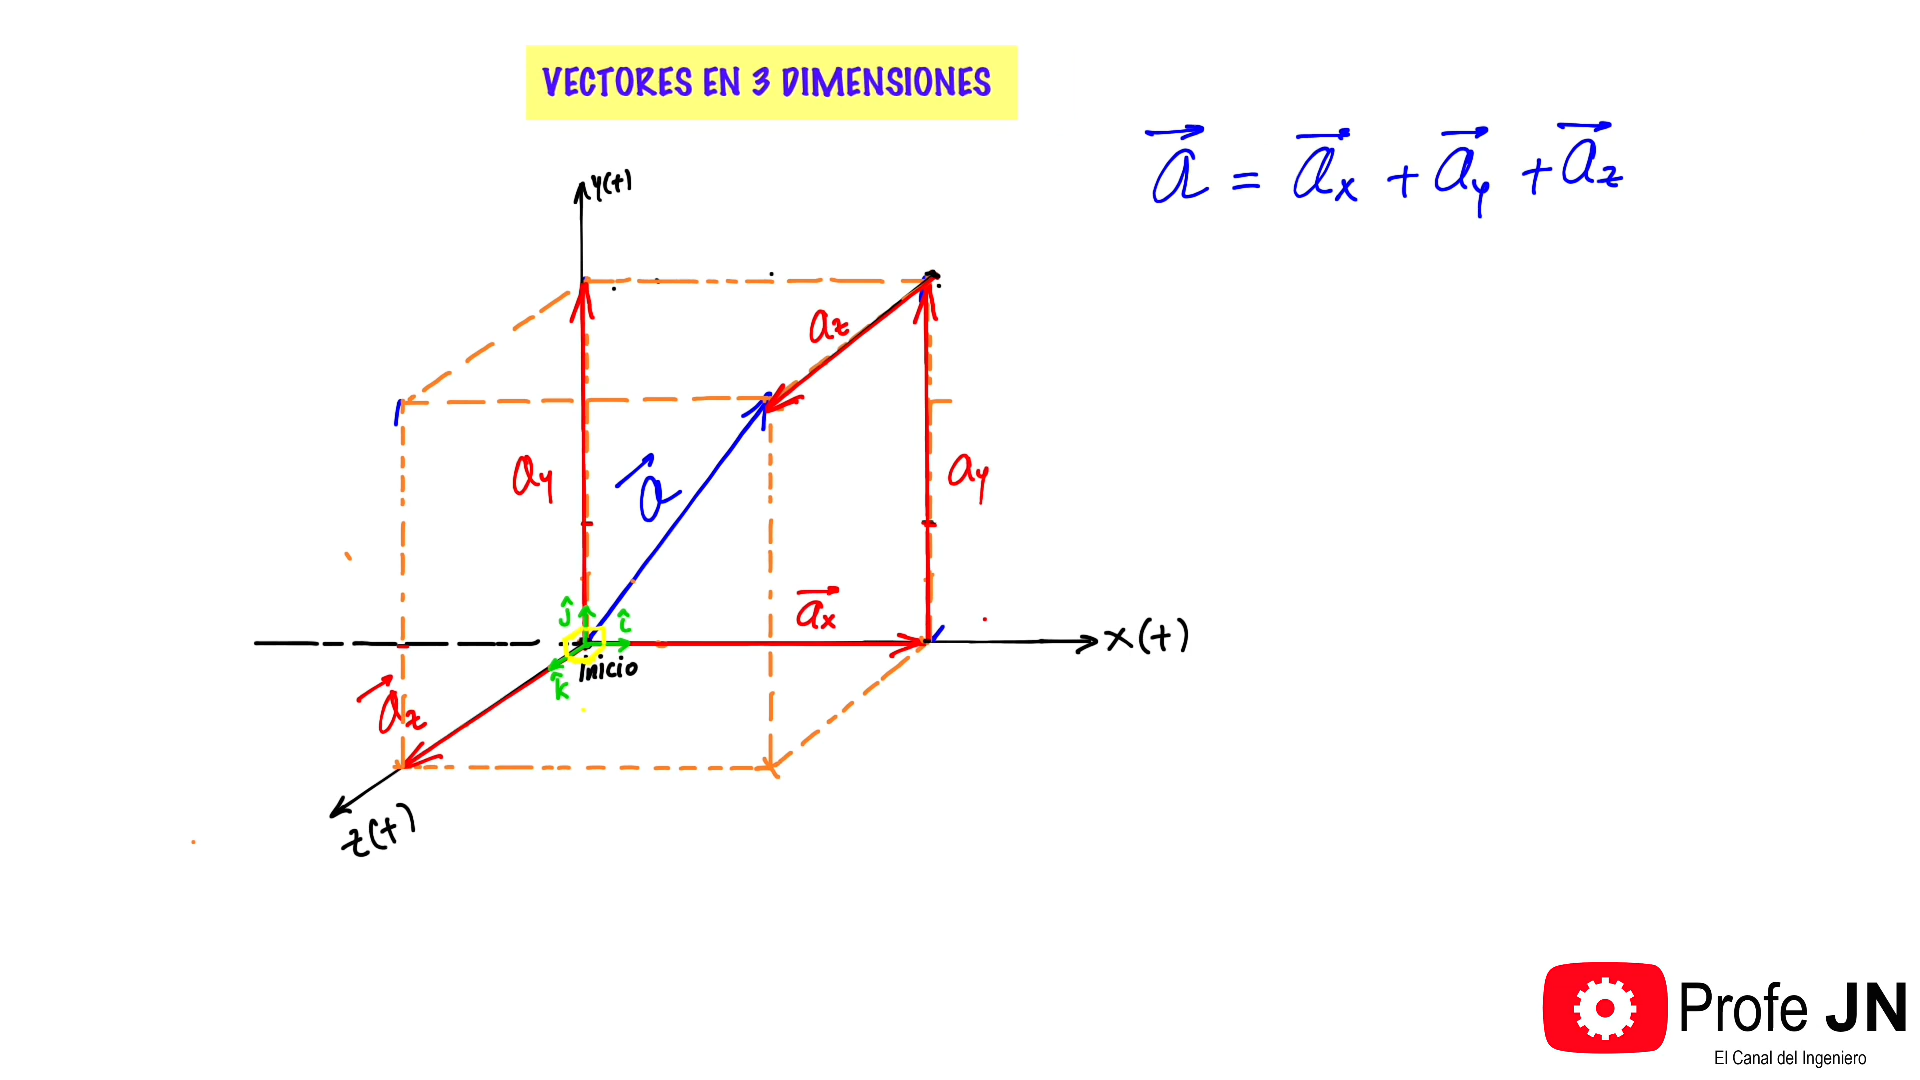 VECTORES EN 3 DIMENSIONES
a = ax + ay + az
y(+)
az
ay
a
ay
ĵ
î
ax
x(+)
inicio
k̂
az
z(+)
Profe JN
El Canal del Ingeniero